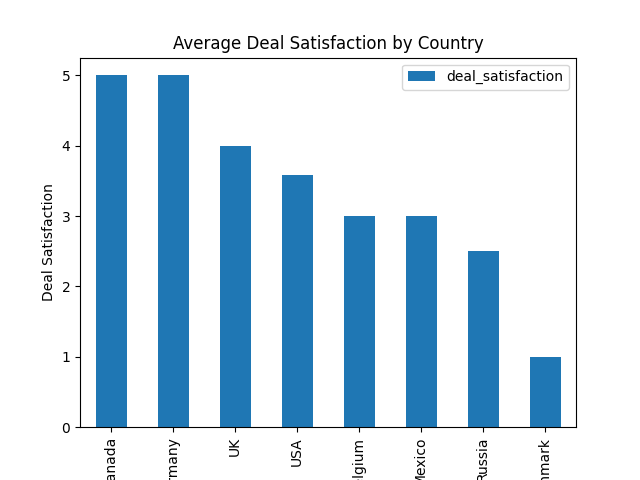 Average Deal Satisfaction by Country
deal_satisfaction
Deal Satisfaction
5
4
3
2
1
0
anada
rmany
UK
USA
lgium
Mexico
Russia
nmark